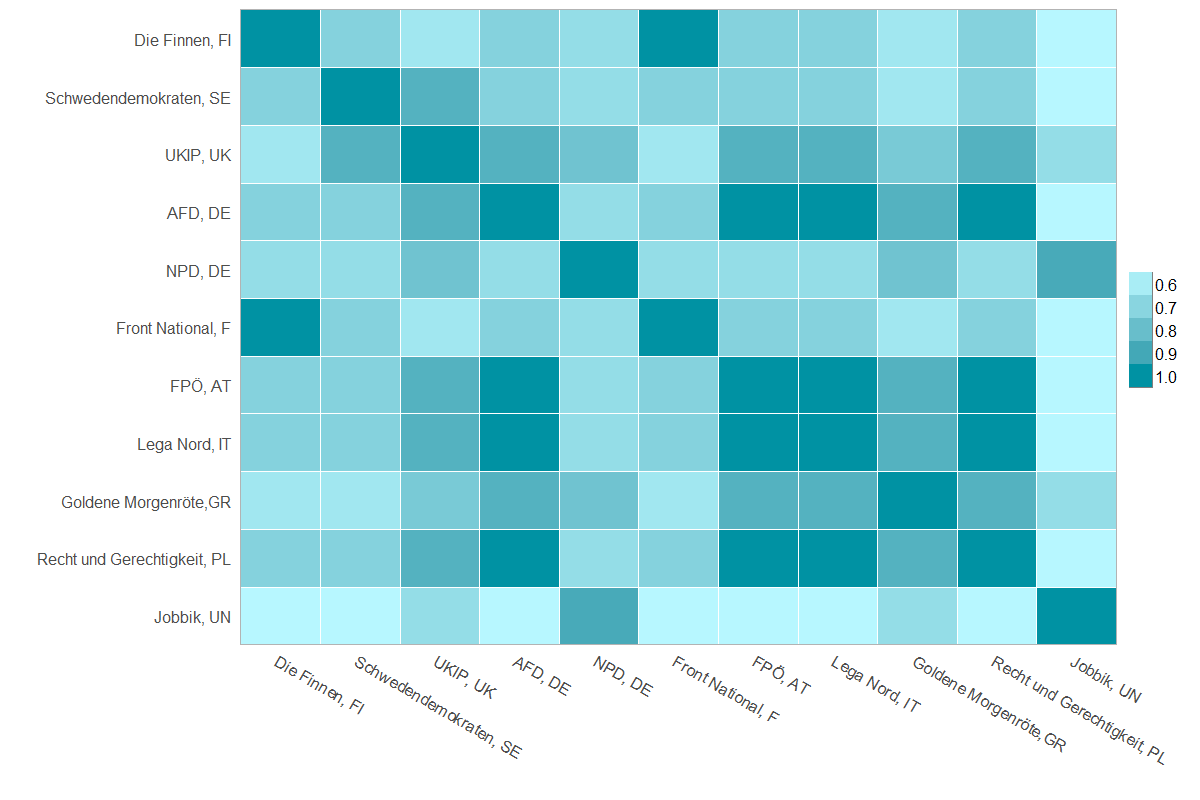 Die Finnen, FI
Schwedendemokraten, SE
UKIP, UK
AFD, DE
NPD, DE
Front National, F
FPÖ, AT
Lega Nord, IT
Goldene Morgenröte,GR
Recht und Gerechtigkeit, PL
Jobbik, UN
0.6
0.7
0.8
0.9
1.0
Die Finnen, FI
Schwedendemokraten, SE
UKIP, UK
AFD, DE
NPD, DE
Front National, F
FPÖ, AT
Lega Nord, IT
Goldene Morgenröte,GR
Recht und Gerechtigkeit, PL
Jobbik, UN